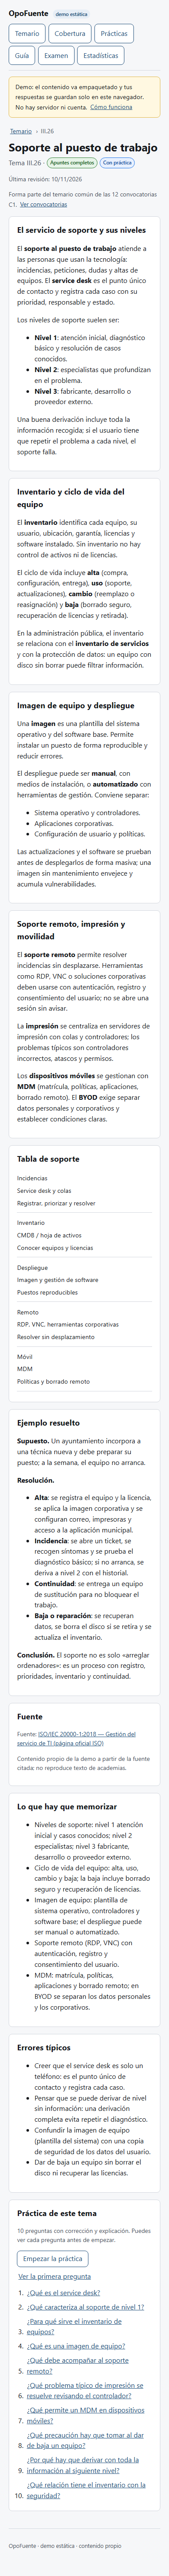 OpoFuente demo estática
Temario Cobertura Prácticas
Guía Examen Estadísticas
Demo: el contenido va empaquetado y tus
respuestas se guardan solo en este navegador.
No hay servidor ni cuenta. Cómo funciona
Temario › III.26
Soporte al puesto de trabajo
Tema III.26 · Apuntes completos Con práctica
Última revisión: 10/11/2026
Forma parte del temario común de las 12 convocatorias
C1. Ver convocatorias
El servicio de soporte y sus niveles
El soporte al puesto de trabajo atiende a
las personas que usan la tecnología:
incidencias, peticiones, dudas y altas de
equipos. El service desk es el punto único
de contacto y registra cada caso con su
prioridad, responsable y estado.
Los niveles de soporte suelen ser:
• Nivel 1: atención inicial, diagnóstico
básico y resolución de casos
conocidos.
• Nivel 2: especialistas que profundizan
en el problema.
• Nivel 3: fabricante, desarrollo o
proveedor externo.
Una buena derivación incluye toda la
información recogida; si el usuario tiene
que repetir el problema a cada nivel, el
soporte falla.
Inventario y ciclo de vida del
equipo
El inventario identifica cada equipo, su
usuario, ubicación, garantía, licencias y
software instalado. Sin inventario no hay
control de activos ni de licencias.
El ciclo de vida incluye alta (compra,
configuración, entrega), uso (soporte,
actualizaciones), cambio (reemplazo o
reasignación) y baja (borrado seguro,
recuperación de licencias y retirada).
En la administración pública, el inventario
se relaciona con el inventario de servicios
y con la protección de datos: un equipo con
disco sin borrar puede filtrar información.
Imagen de equipo y despliegue
Una imagen es una plantilla del sistema
operativo y del software base. Permite
instalar un puesto de forma reproducible y
reducir errores.
El despliegue puede ser manual, con
medios de instalación, o automatizado con
herramientas de gestión. Conviene separar:
• Sistema operativo y controladores.
• Aplicaciones corporativas.
• Configuración de usuario y políticas.
Las actualizaciones y el software se prueban
antes de desplegarlos de forma masiva; una
imagen sin mantenimiento envejece y
acumula vulnerabilidades.
Soporte remoto, impresión y
movilidad
El soporte remoto permite resolver
incidencias sin desplazarse. Herramientas
como RDP, VNC o soluciones corporativas
deben usarse con autenticación, registro y
consentimiento del usuario; no se abre una
sesión sin avisar.
La impresión se centraliza en servidores de
impresión con colas y controladores; los
problemas típicos son controladores
incorrectos, atascos y permisos.
Los dispositivos móviles se gestionan con
MDM (matrícula, políticas, aplicaciones,
borrado remoto). El BYOD exige separar
datos personales y corporativos y
establecer condiciones claras.
Tabla de soporte
Incidencias
Service desk y colas
Registrar, priorizar y resolver
Inventario
CMDB / hoja de activos
Conocer equipos y licencias
Despliegue
Imagen y gestión de software
Puestos reproducibles
Remoto
RDP, VNC, herramientas corporativas
Resolver sin desplazamiento
Móvil
MDM
Políticas y borrado remoto
Ejemplo resuelto
Supuesto. Un ayuntamiento incorpora a
una técnica nueva y debe preparar su
puesto; a la semana, el equipo no arranca.
Resolución.
• Alta: se registra el equipo y la licencia,
se aplica la imagen corporativa y se
configuran correo, impresoras y
acceso a la aplicación municipal.
• Incidencia: se abre un ticket, se
recogen síntomas y se prueba el
diagnóstico básico; si no arranca, se
deriva a nivel 2 con el historial.
• Continuidad: se entrega un equipo
de sustitución para no bloquear el
trabajo.
• Baja o reparación: se recuperan
datos, se borra el disco si se retira y se
actualiza el inventario.
Conclusión. El soporte no es solo «arreglar
ordenadores»: es un proceso con registro,
prioridades, inventario y continuidad.
Fuente
Fuente: ISO/IEC 20000-1:2018 — Gestión del
servicio de TI (página oficial ISO)
Contenido propio de la demo a partir de la fuente
citada; no reproduce texto de academias.
Lo que hay que memorizar
• Niveles de soporte: nivel 1 atención
inicial y casos conocidos; nivel 2
especialistas; nivel 3 fabricante,
desarrollo o proveedor externo.
• Ciclo de vida del equipo: alta, uso,
cambio y baja; la baja incluye borrado
seguro y recuperación de licencias.
• Imagen de equipo: plantilla de
sistema operativo, controladores y
software base; el despliegue puede
ser manual o automatizado.
• Soporte remoto (RDP, VNC) con
autenticación, registro y
consentimiento del usuario.
• MDM: matrícula, políticas,
aplicaciones y borrado remoto; en
BYOD se separan los datos personales
y los corporativos.
Errores típicos
• Creer que el service desk es solo un
teléfono: es el punto único de
contacto y registra cada caso.
• Pensar que se puede derivar de nivel
sin información: una derivación
completa evita repetir el diagnóstico.
• Confundir la imagen de equipo
(plantilla del sistema) con una copia
de seguridad de los datos del usuario.
• Dar de baja un equipo sin borrar el
disco ni recuperar las licencias.
Práctica de este tema
10 preguntas con corrección y explicación. Puedes
ver cada pregunta antes de empezar.
Empezar la práctica
Ver la primera pregunta
1. ¿Qué es el service desk?
2. ¿Qué caracteriza al soporte de nivel 1?
¿Para qué sirve el inventario de
3. equipos?
4. ¿Qué es una imagen de equipo?
¿Qué debe acompañar al soporte
5. remoto?
¿Qué problema típico de impresión se
6. resuelve revisando el controlador?
¿Qué permite un MDM en dispositivos
7. móviles?
¿Qué precaución hay que tomar al dar
8. de baja un equipo?
¿Por qué hay que derivar con toda la
9. información al siguiente nivel?
¿Qué relación tiene el inventario con la
10. seguridad?
OpoFuente · demo estática · contenido propio